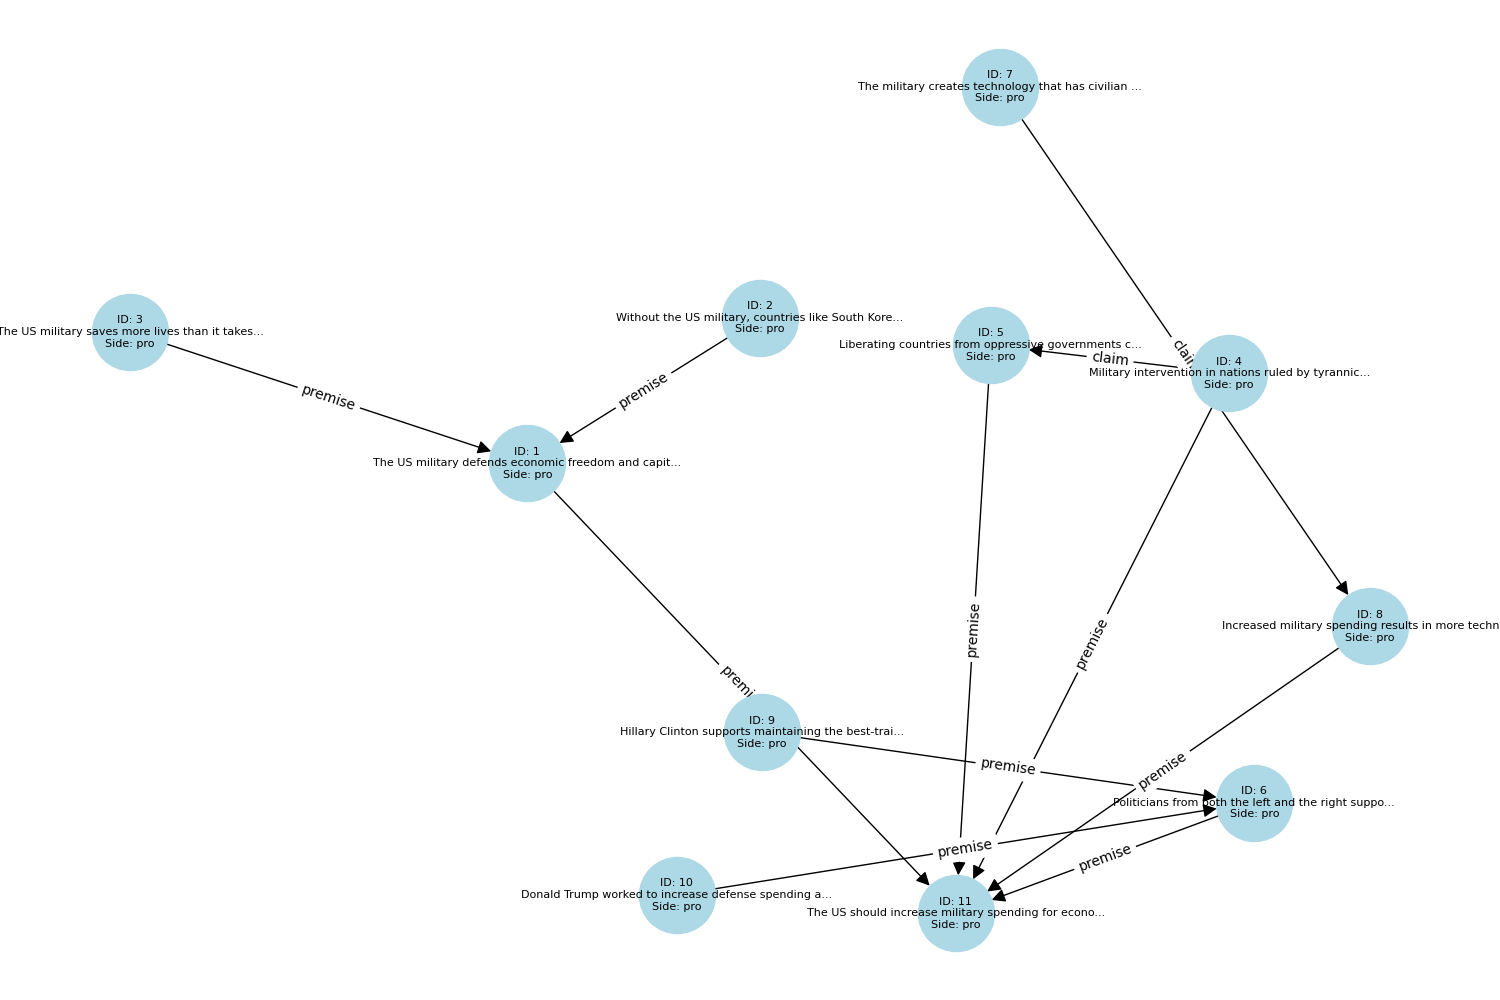 ID: 7
The military creates technology that has civilian ...
Side: pro
ID: 3
The US military saves more lives than it takes...
Side: pro
ID: 2
Without the US military, countries like South Kore...
Side: pro
ID: 5
Liberating countries from oppressive governments c...
Side: pro
claim
claim
ID: 4
Military intervention in nations ruled by tyrannic...
Side: pro
premise
premise
ID: 1
The US military defends economic freedom and capit...
Side: pro
premise
premise
ID: 8
Increased military spending results in more techn
Side: pro
premi
ID: 9
Hillary Clinton supports maintaining the best-trai...
Side: pro
premise
premise
ID: 6
Politicians from both the left and the right suppo...
Side: pro
premise
premise
ID: 10
Donald Trump worked to increase defense spending a...
Side: pro
ID: 11
The US should increase military spending for econo...
Side: pro